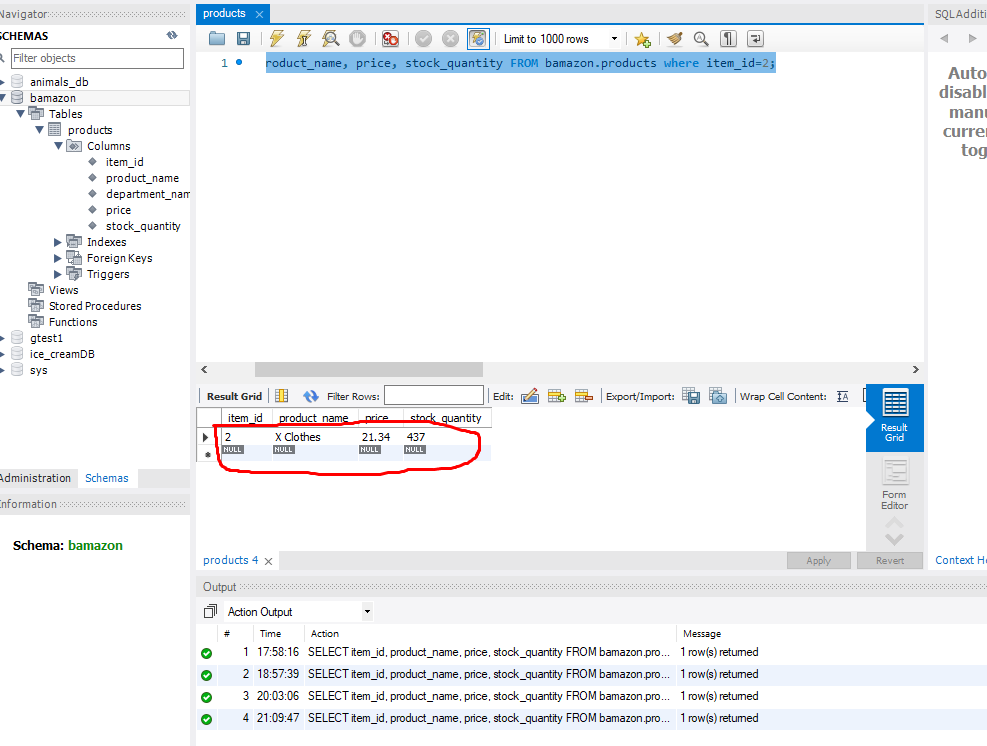 Navigator
SCHEMAS
Filter objects
animals_db
bamazon
Tables
products
Columns
item_id
product_name
department_nam
price
stock_quantity
Indexes
Foreign Keys
Triggers
Views
Stored Procedures
Functions
gtest1
ice_creamDB
sys
Administration Schemas
Information
Schema: bamazon
products
Limit to 1000 rows
1 roduct_name, price, stock_quantity FROM bamazon.products where item_id=2;
Result Grid Filter Rows: Edit: Export/Import: Wrap Cell Content:
item_id product_name price stock_quantity
2 X Clothes 21.34 437
NULL NULL NULL NULL
Result
Grid
Form
Editor
products 4 Apply Revert
Output
Action Output
# Time Action Message
1 17:58:16 SELECT item_id, product_name, price, stock_quantity FROM bamazon.pro... 1 row(s) returned
2 18:57:39 SELECT item_id, product_name, price, stock_quantity FROM bamazon.pro... 1 row(s) returned
3 20:03:06 SELECT item_id, product_name, price, stock_quantity FROM bamazon.pro... 1 row(s) returned
4 21:09:47 SELECT item_id, product_name, price, stock_quantity FROM bamazon.pro... 1 row(s) returned
SQLAdditi
Auto
disabl
manu
curre
tog
Context He